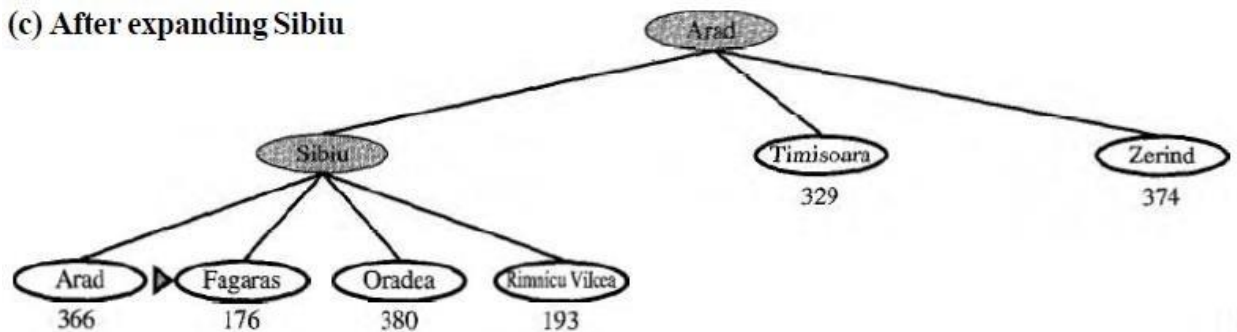 (c) After expanding Sibiu
Arad
Sibiu
Timisoara
Zerind
329
374
Arad
Fagaras
Oradea
Rimnicu Vilcea
366
176
380
193